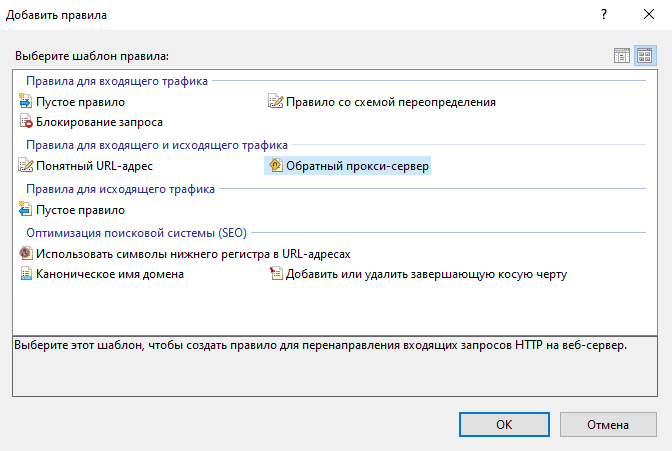 Добавить правила
?
Выберите шаблон правила:
Правила для входящего трафика
Пустое правило
Правило со схемой переопределения
Блокирование запроса
Правила для входящего и исходящего трафика
Понятный URL-адрес
Обратный прокси-сервер
Правила для исходящего трафика
Пустое правило
Оптимизация поисковой системы (SEO)
Использовать символы нижнего регистра в URL-адресах
Каноническое имя домена
Добавить или удалить завершающую косую черту
Выберите этот шаблон, чтобы создать правило для перенаправления входящих запросов HTTP на веб-сервер.
ОК
Отмена